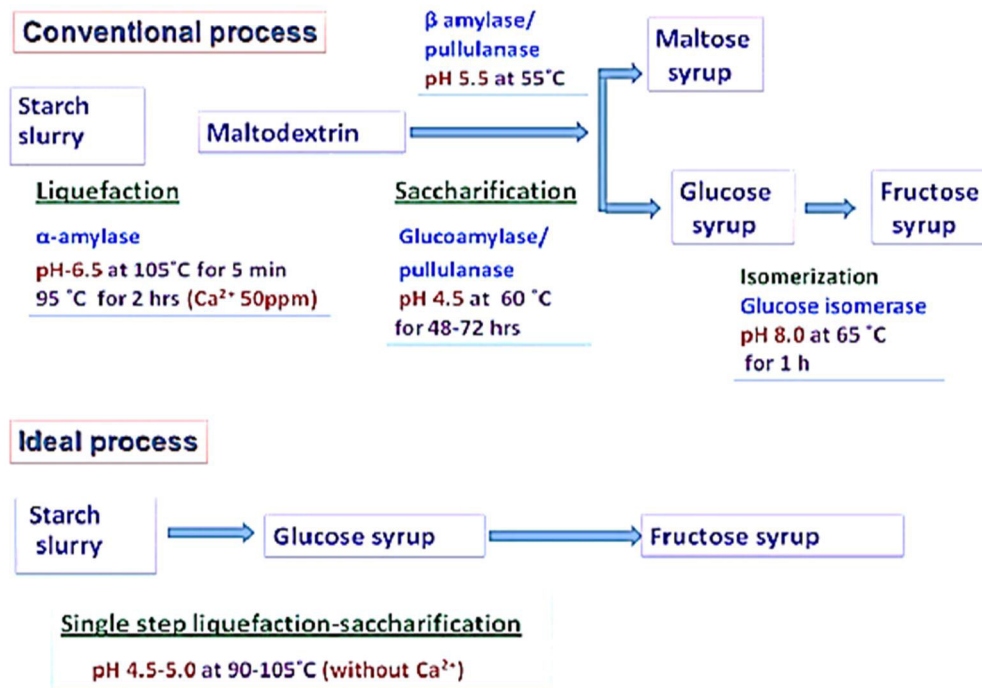 Conventional process
β amylase/
pullulanase
pH 5.5 at 55˚C
Maltose
syrup
Starch
slurry
Maltodextrin
Liquefaction
α-amylase
pH-6.5 at 105˚C for 5 min
95 ˚C for 2 hrs (Ca²⁺ 50ppm)
Saccharification
Glucoamylase/
pullulanase
pH 4.5 at 60 ˚C
for 48-72 hrs
Glucose
syrup
Fructose
syrup
Isomerization
Glucose isomerase
pH 8.0 at 65 ˚C
for 1 h
Ideal process
Starch
slurry
Glucose syrup
Fructose syrup
Single step liquefaction-saccharification
pH 4.5-5.0 at 90-105˚C (without Ca²⁺)